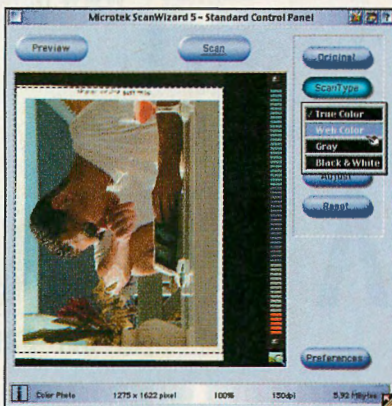 Microtek ScanWizard 5 - Standard Control Panel
Preview
Scan
Original
ScanType
✓ True Color
Web Color
Gray
Black & White
Adjust
Reset
Preferences
Color Photo 1275 x 1622 pixel 100% 150dpi 5.92 MBytes